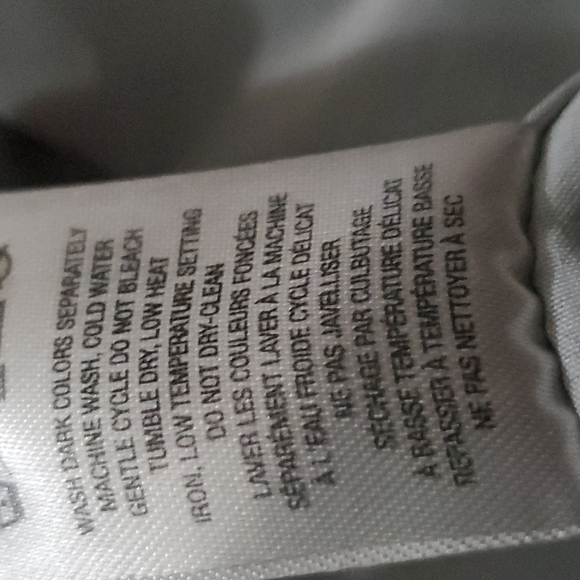 WASH DARK COLORS SEPARATELY
MACHINE WASH, COLD WATER
GENTLE CYCLE DO NOT BLEACH
TUMBLE DRY, LOW HEAT
IRON, LOW TEMPERATURE SETTING
DO NOT DRY-CLEAN
LAVER LES COULEURS FONCÉES
SÉPARÉMENT LAVER À LA MACHINE
À L'EAU FROIDE CYCLE DÉLICAT
NE PAS JAVELLISER
SECHAGE PAR CULBUTAGE
À BASSE TEMPÉRATURE DÉLICAT
REPASSER À TEMPÉRATURE BASSE
NE PAS NETTOYER À SEC